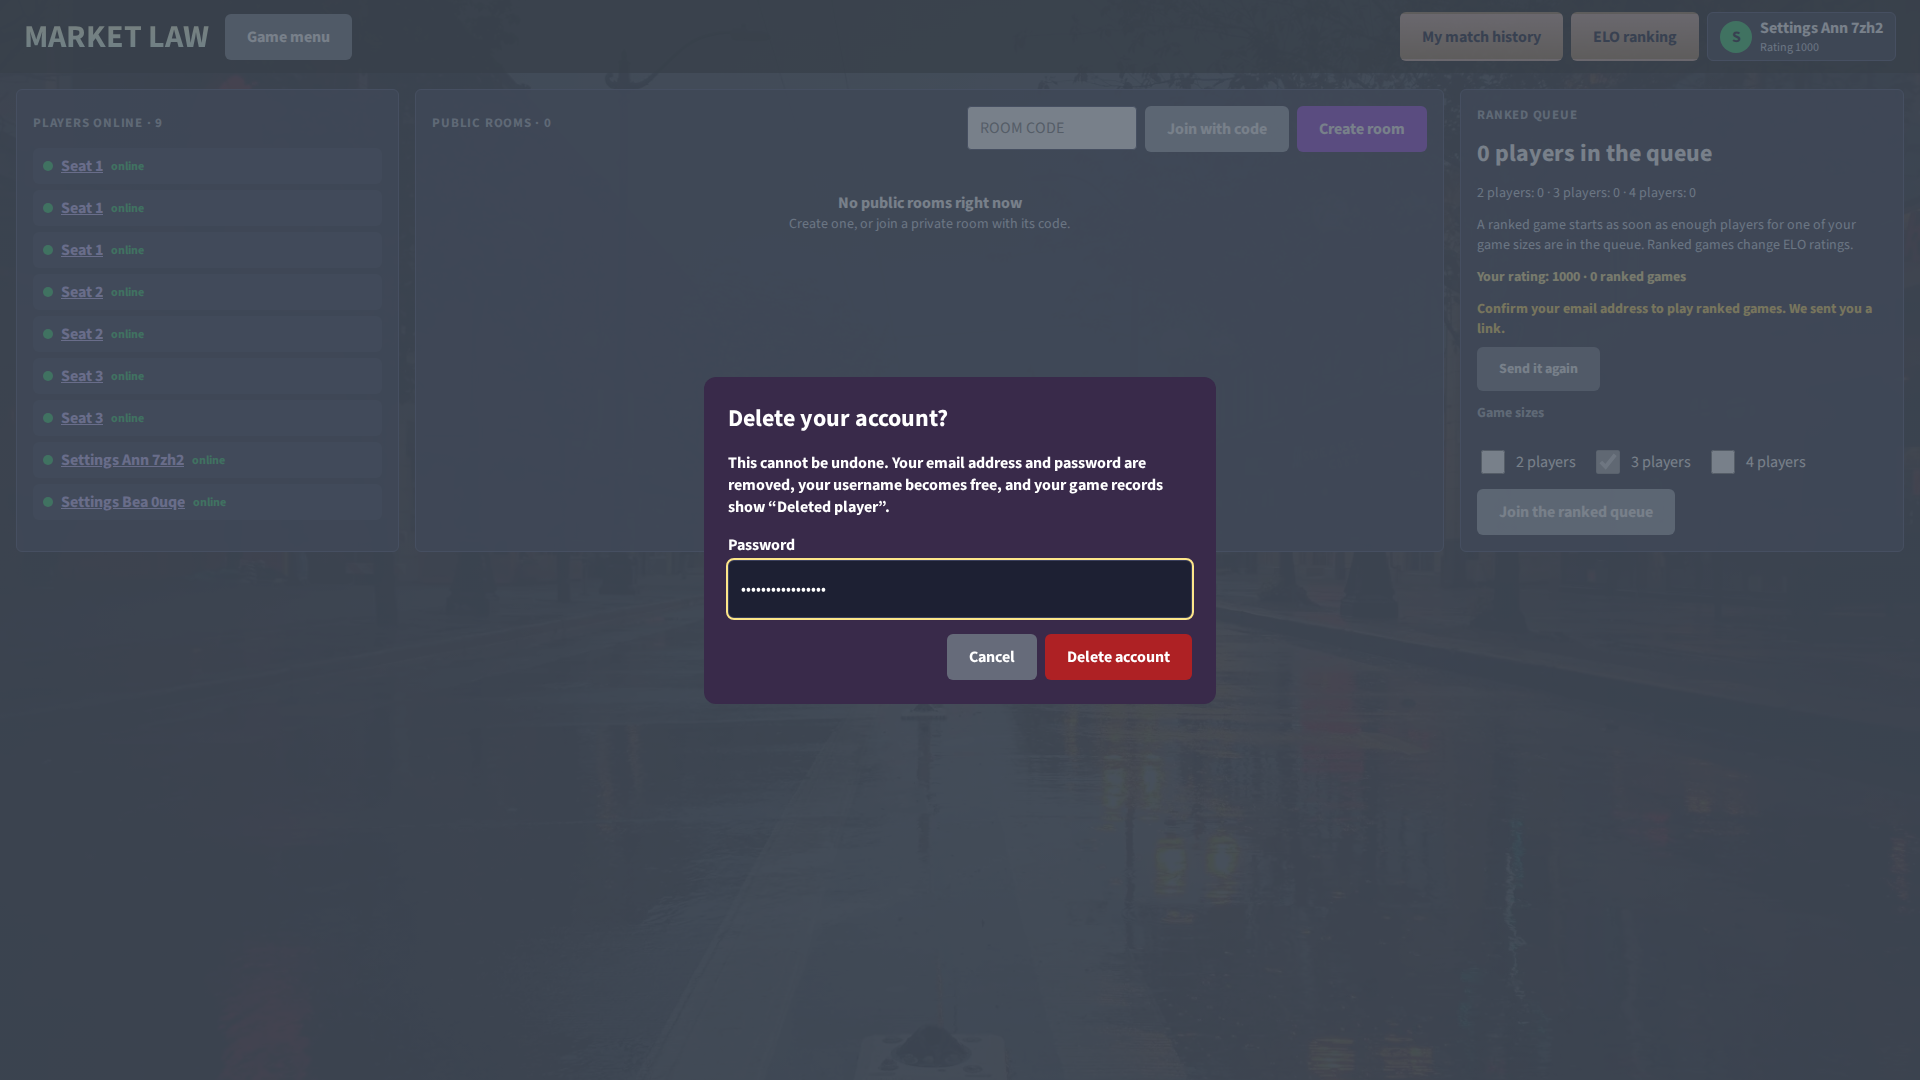 MARKET LAW
Game menu
My match history
ELO ranking
S
Settings Ann 7zh2
Rating 1000
PLAYERS ONLINE · 9
Seat 1 online
Seat 1 online
Seat 1 online
Seat 2 online
Seat 2 online
Seat 3 online
Seat 3 online
Settings Ann 7zh2 online
Settings Bea 0uqe online
PUBLIC ROOMS · 0
ROOM CODE
Join with code
Create room
No public rooms right now
Create one, or join a private room with its code.
RANKED QUEUE
0 players in the queue
2 players: 0 · 3 players: 0 · 4 players: 0
A ranked game starts as soon as enough players for one of your
game sizes are in the queue. Ranked games change ELO ratings.
Your rating: 1000 · 0 ranked games
Confirm your email address to play ranked games. We sent you a
link.
Send it again
Game sizes
2 players
3 players
4 players
Join the ranked queue
Delete your account?
This cannot be undone. Your email address and password are
removed, your username becomes free, and your game records
show “Deleted player”.
Password
•••••••••••••••••
Cancel
Delete account